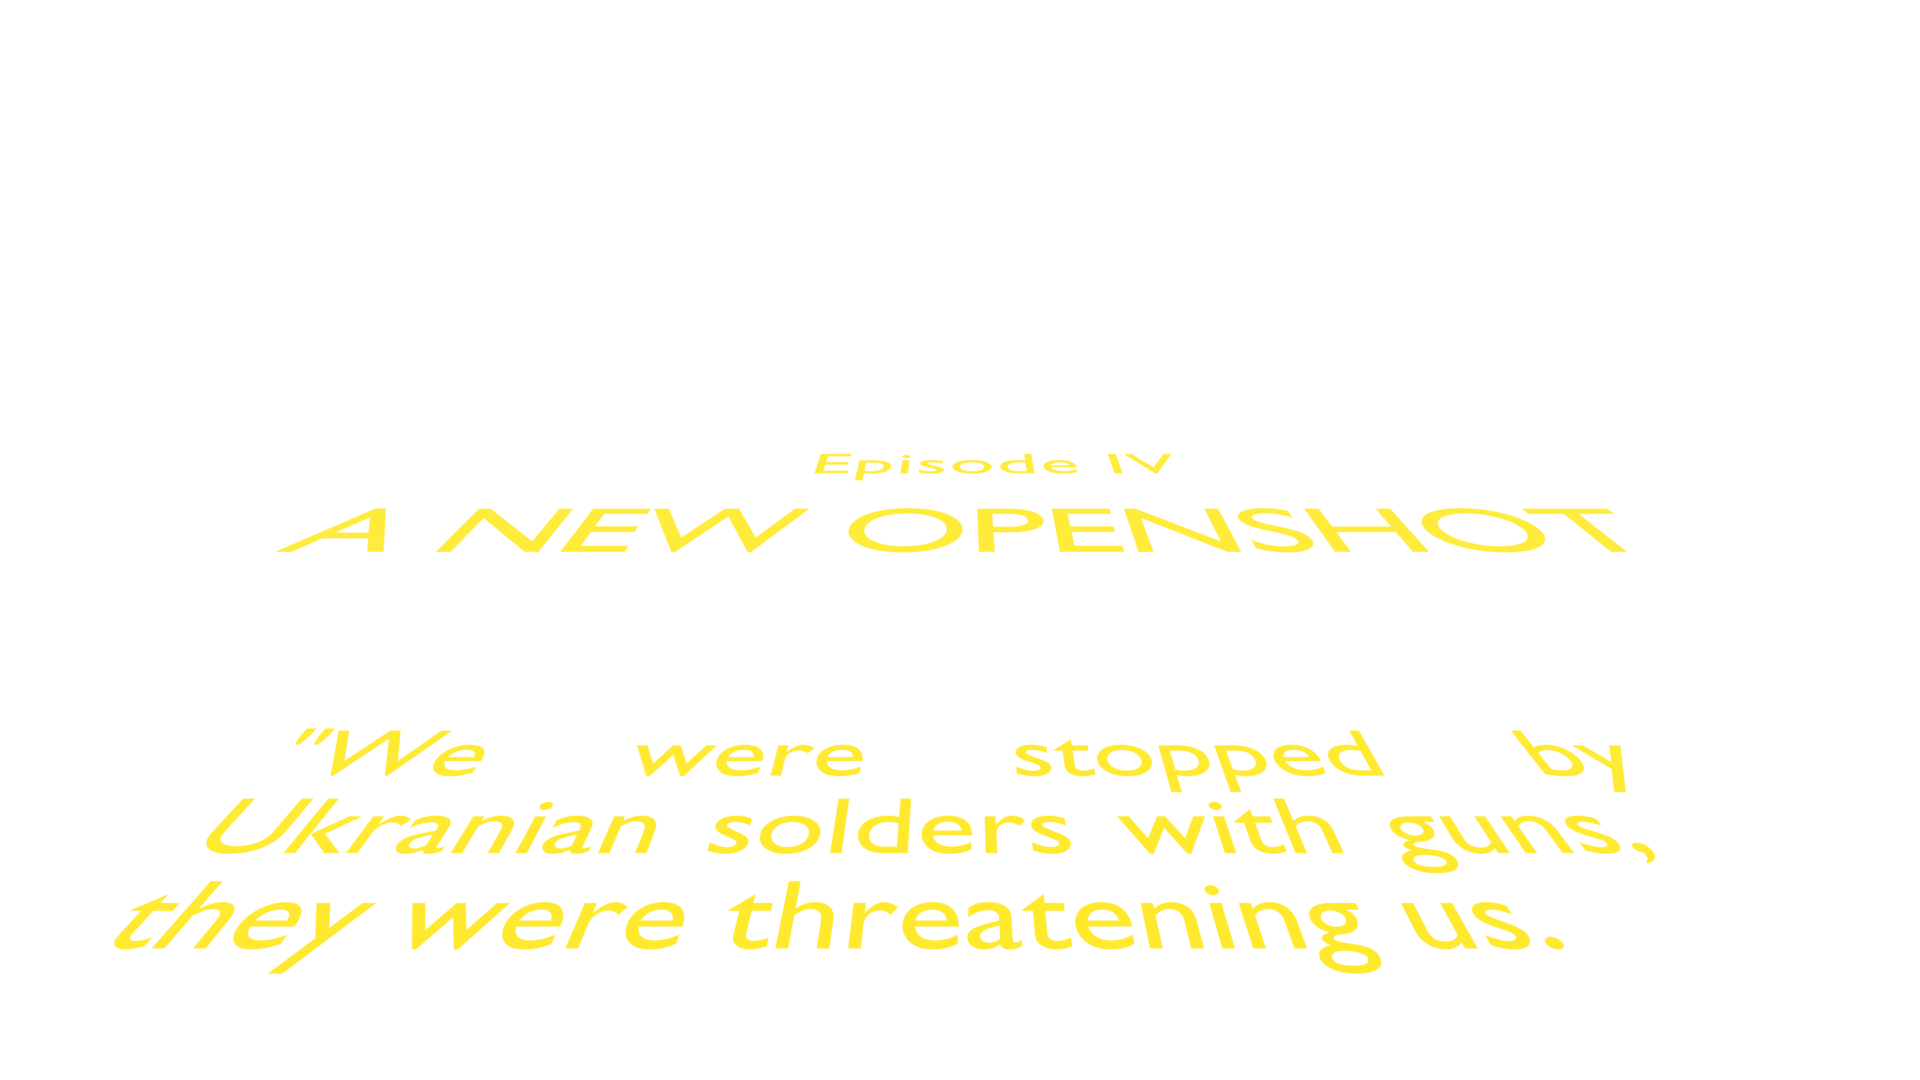 Episode IV
A NEW OPENSHOT
"We were stopped by
Ukranian solders with guns,
they were threatening us.